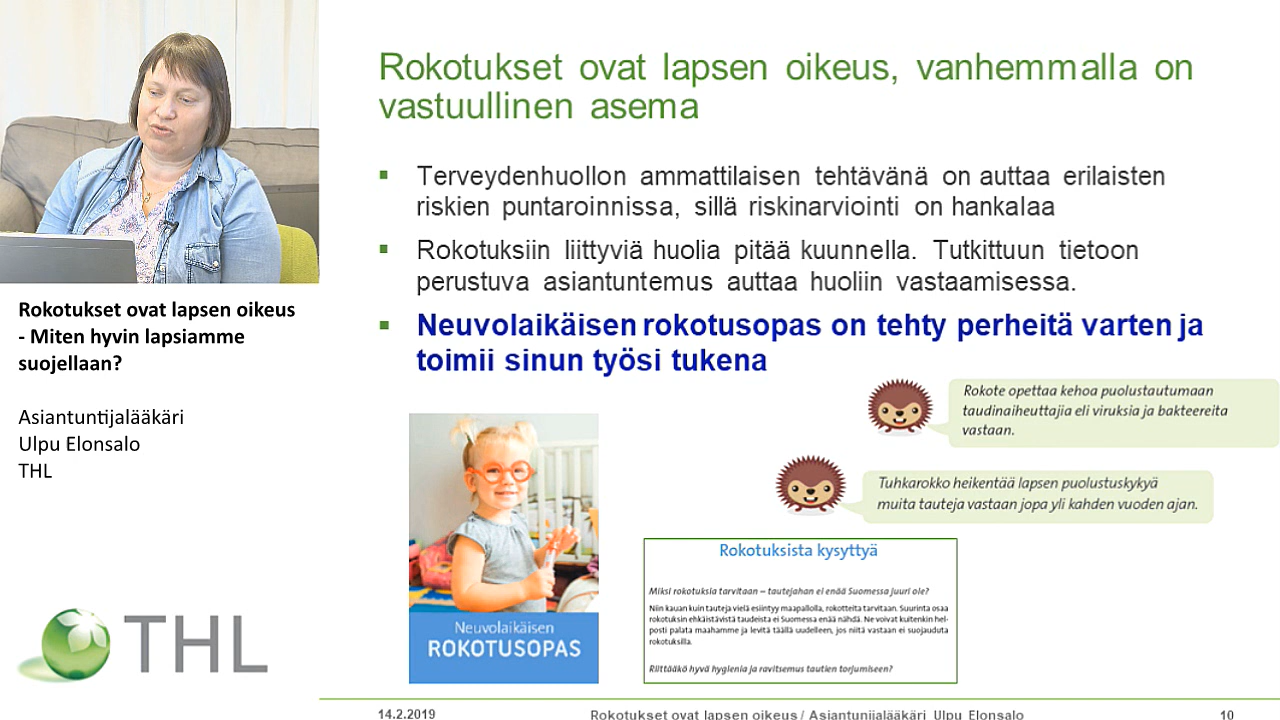 Rokotukset ovat lapsen oikeus, vanhemmalla on
vastuullinen asema
Terveydenhuollon ammattilaisen tehtävänä on auttaa erilaisten
riskien puntaroinnissa, sillä riskinarviointi on hankalaa
Rokotuksiin liittyviä huolia pitää kuunnella. Tutkittuun tietoon
perustuva asiantuntemus auttaa huoliin vastaamisessa.
Neuvolaikäisen rokotusopas on tehty perheitä varten ja
toimii sinun työsi tukena
Rokote opettaa kehoa puolustautumaan
taudinaiheuttajia eli viruksia ja bakteereita
vastaan.
Tuhkarokko heikentää lapsen puolustuskykyä
muita tauteja vastaan jopa yli kahden vuoden ajan.
Neuvolaikäisen
ROKOTUSOPAS
Rokotuksista kysyttyä
Miksi rokotuksia tarvitaan – tautejahan ei enää Suomessa juuri ole?
Niin kauan kuin tauteja vielä esiintyy maapallolla, rokotteita tarvitaan. Suurinta osaa
rokotuksin ehkäistävistä taudeista ei Suomessa enää nähdä. Ne voivat kuitenkin hel-
posti palata maahamme ja levitä täällä uudelleen, jos niitä vastaan ei suojauduta
rokotuksilla.
Riittääkö hyvä hygienia ja ravitsemus tautien torjumiseen?
Rokotukset ovat lapsen oikeus
- Miten hyvin lapsiamme
suojellaan?
Asiantuntijalääkäri
Ulpu Elonsalo
THL
THL
14.2.2019
Rokotukset ovat lapsen oikeus / Asiantunijalääkäri Ulpu Elonsalo
10